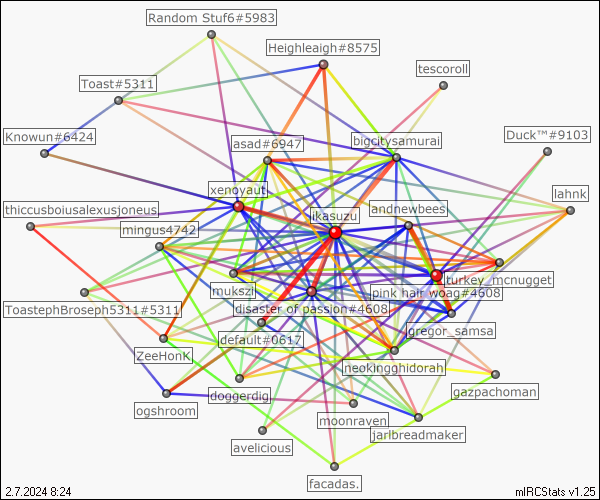 Random Stuf6#5983
Heighleigh#8575
tescoroll
Toast#5311
Knowun#6424
asad#6947
bigcitysamurai
Duck™#9103
xenoyaut
lahnk
thiccusboiusalexusjoneus
ikasuzu
andnewbees
mingus4742
turkey_mcnugget
mukszi
pink hair woag#4608
ToastephBroseph5311#5311
disaster of passion#4608
gregor_samsa
default#0617
ZeeHonK
neokingghidorah
gazpachoman
doggerdig
ogshroom
moonraven
jarlbreadmaker
avelicious
facadas.
2.7.2024 8:24
mIRCStats v1.25